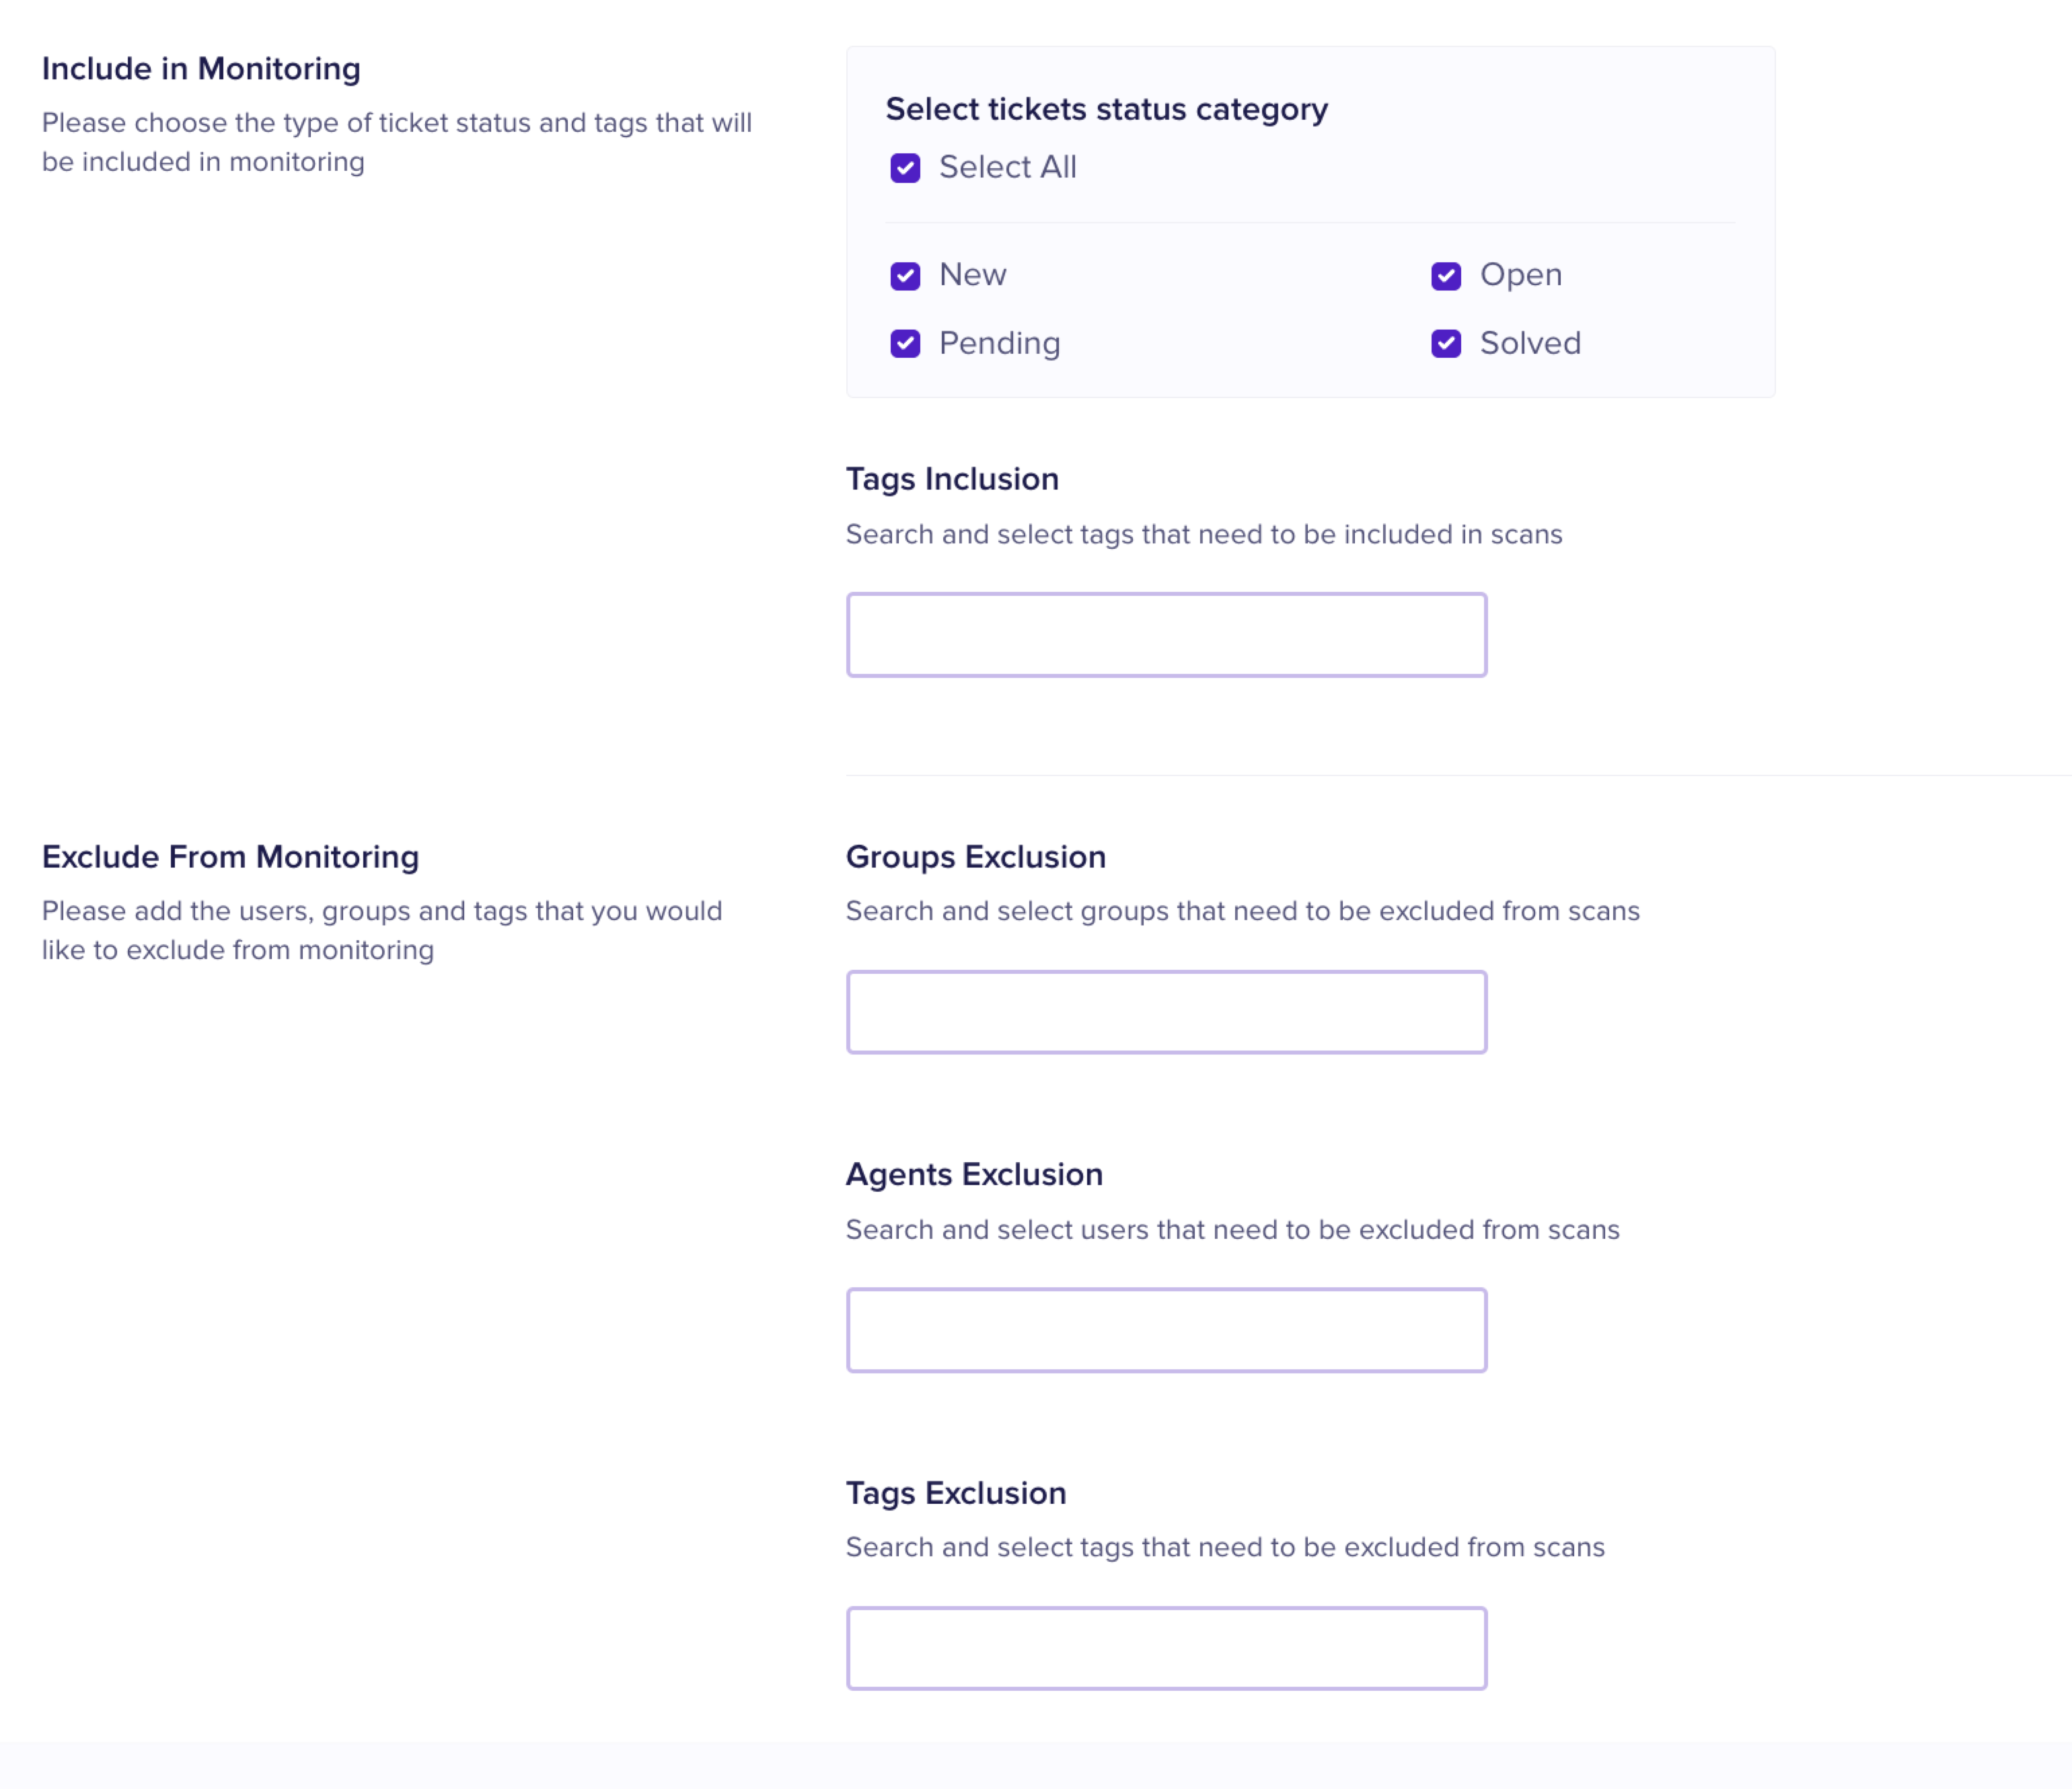 Include in Monitoring
Please choose the type of ticket status and tags that will
be included in monitoring
Select tickets status category
Select All
New
Open
Pending
Solved
Tags Inclusion
Search and select tags that need to be included in scans
Exclude From Monitoring
Please add the users, groups and tags that you would
like to exclude from monitoring
Groups Exclusion
Search and select groups that need to be excluded from scans
Agents Exclusion
Search and select users that need to be excluded from scans
Tags Exclusion
Search and select tags that need to be excluded from scans